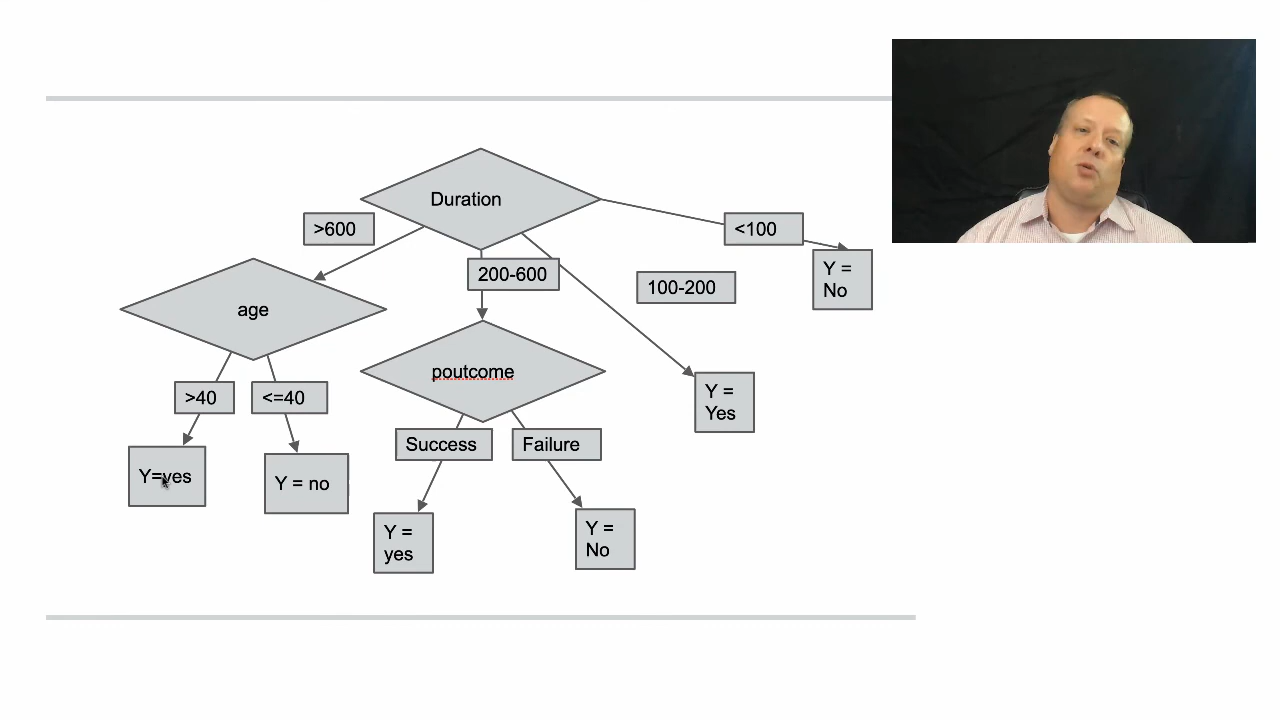 Duration
>600
<100
200-600
100-200
Y =
No
age
poutcome
>40
<=40
Y =
Yes
Success
Failure
Y=yes
Y = no
Y =
yes
Y =
No